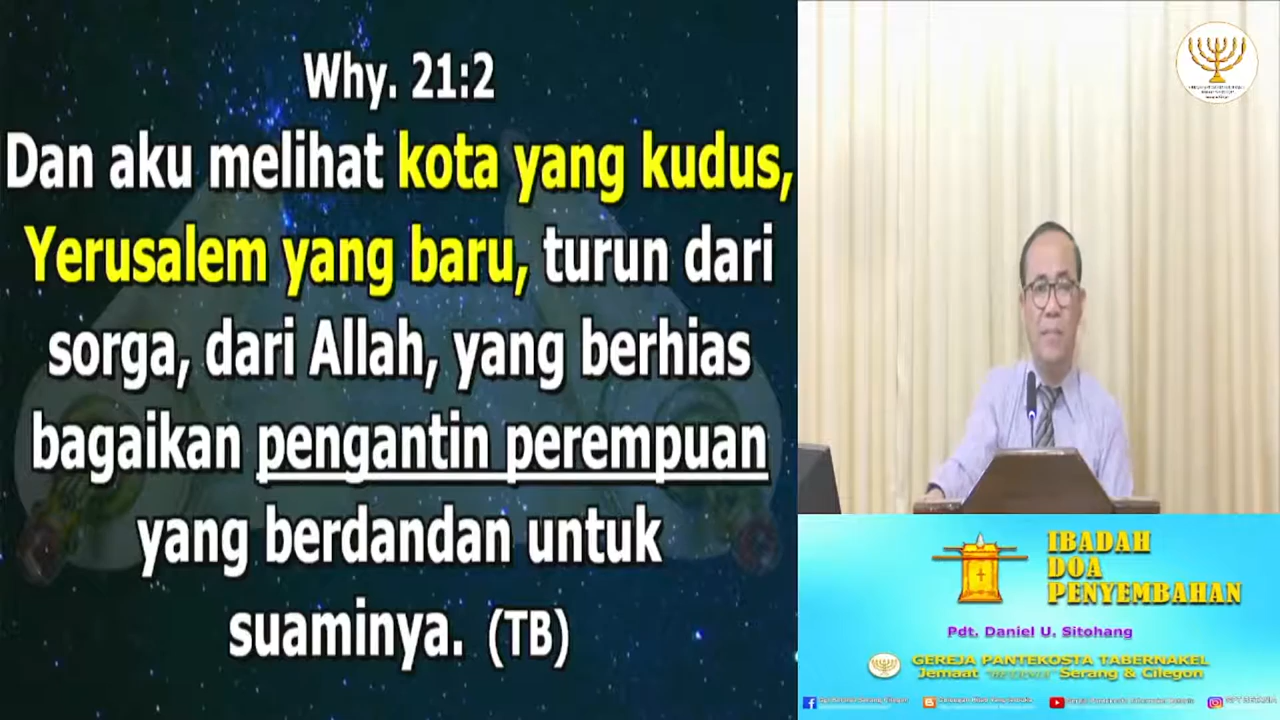 Why. 21:2
Dan aku melihat kota yang kudus,
Yerusalem yang baru, turun dari
sorga, dari Allah, yang berhias
bagaikan pengantin perempuan
yang berdandan untuk
suaminya. (TB)
IBADAH
DOA
PENYEMBAHAN
Pdt. Daniel U. Sitohang
GEREJA PANTEKOSTA TABERNAKEL
Jemaat "BETANIA" Serang & Cilegon